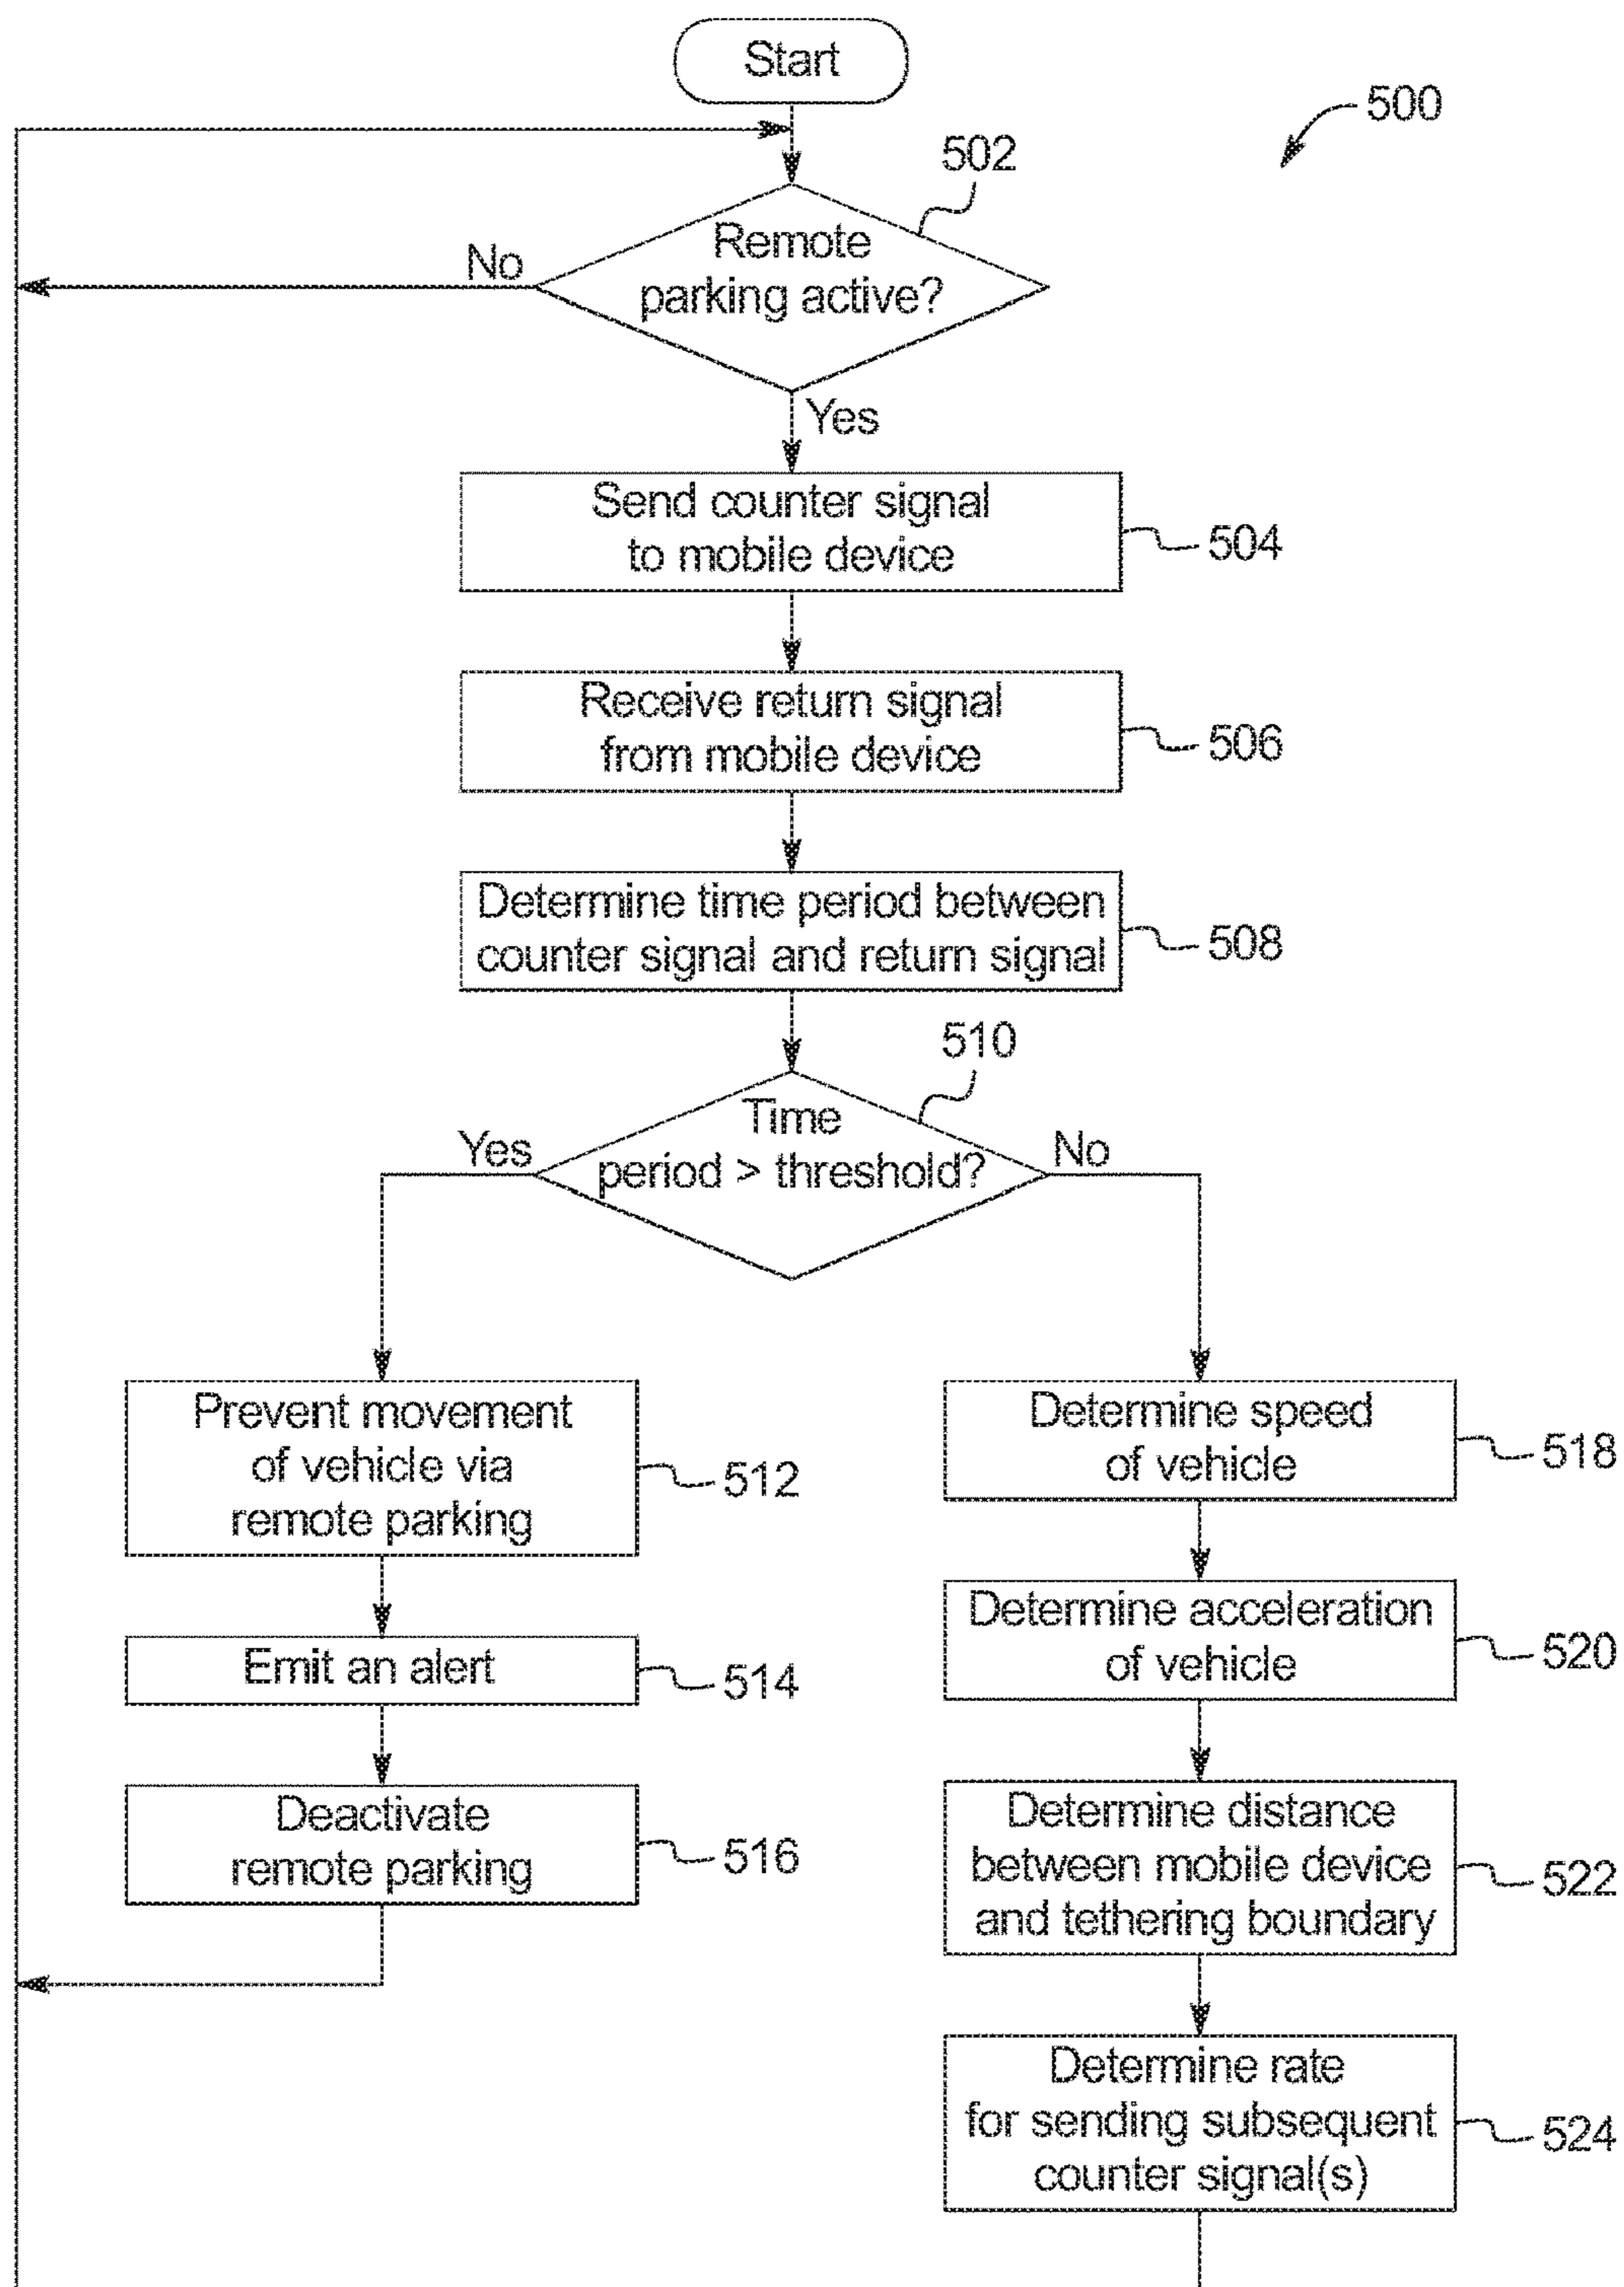 Start
500
502
Remote
parking active?
No
Yes
Send counter signal
to mobile device
504
Receive return signal
from mobile device
506
Determine time period between
counter signal and return signal
508
510
Time
period > threshold?
Yes
No
Prevent movement
of vehicle via
remote parking
512
Emit an alert
514
Deactivate
remote parking
516
Determine speed
of vehicle
518
Determine acceleration
of vehicle
520
Determine distance
between mobile device
and tethering boundary
522
Determine rate
for sending subsequent
counter signal(s)
524